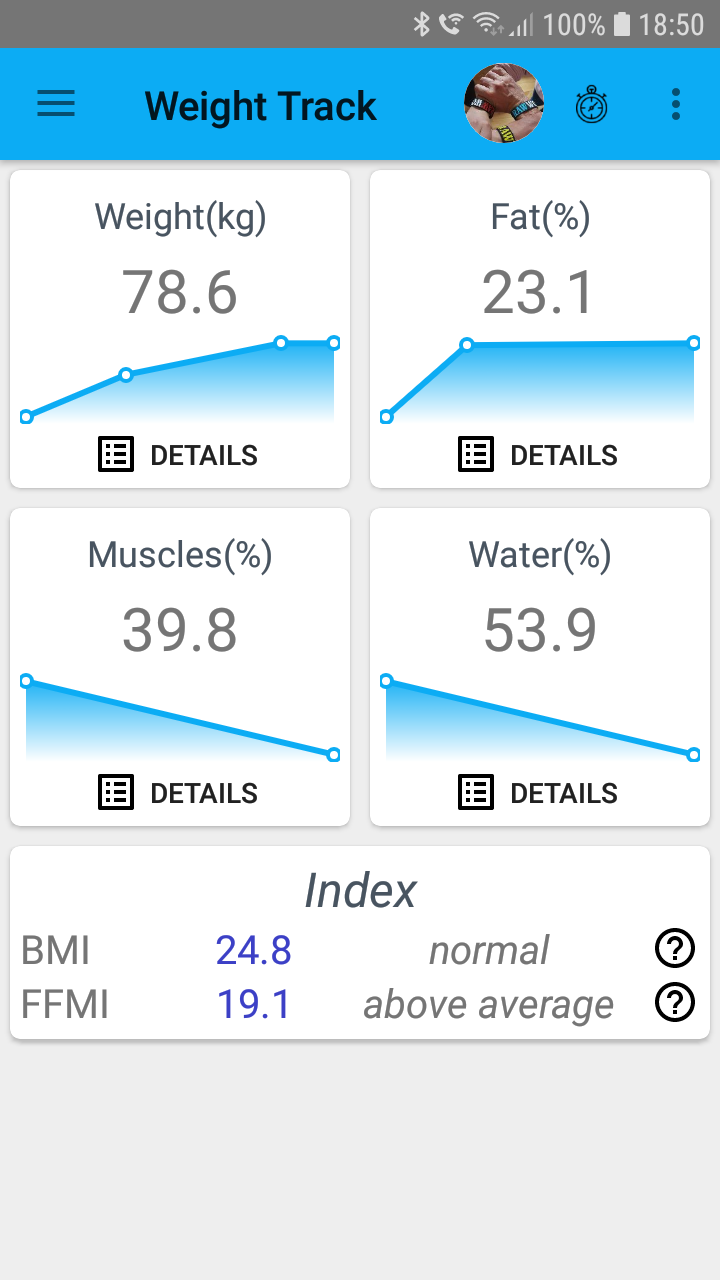 100% 18:50
Weight Track
Weight(kg)
78.6
DETAILS
Fat(%)
23.1
DETAILS
Muscles(%)
39.8
DETAILS
Water(%)
53.9
DETAILS
Index
BMI 24.8 normal ?
FFMI 19.1 above average ?